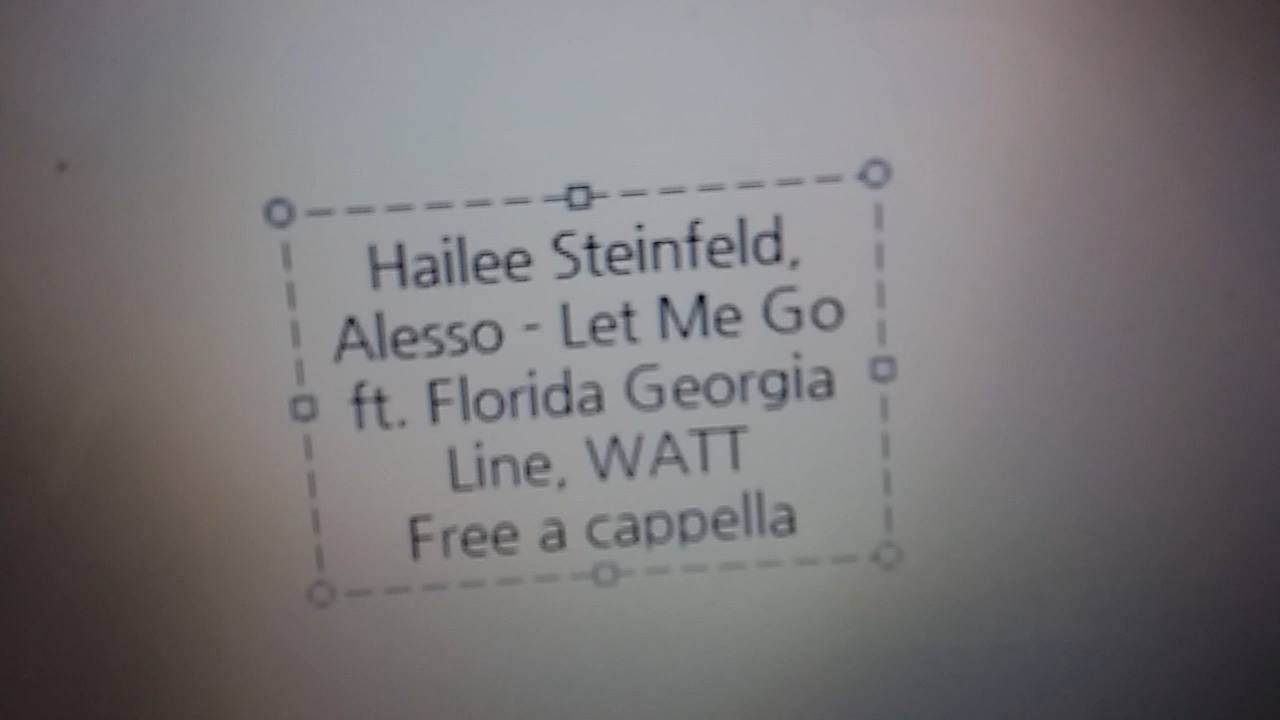 Hailee Steinfeld,
Alesso - Let Me Go
ft. Florida Georgia
Line, WATT
Free a cappella